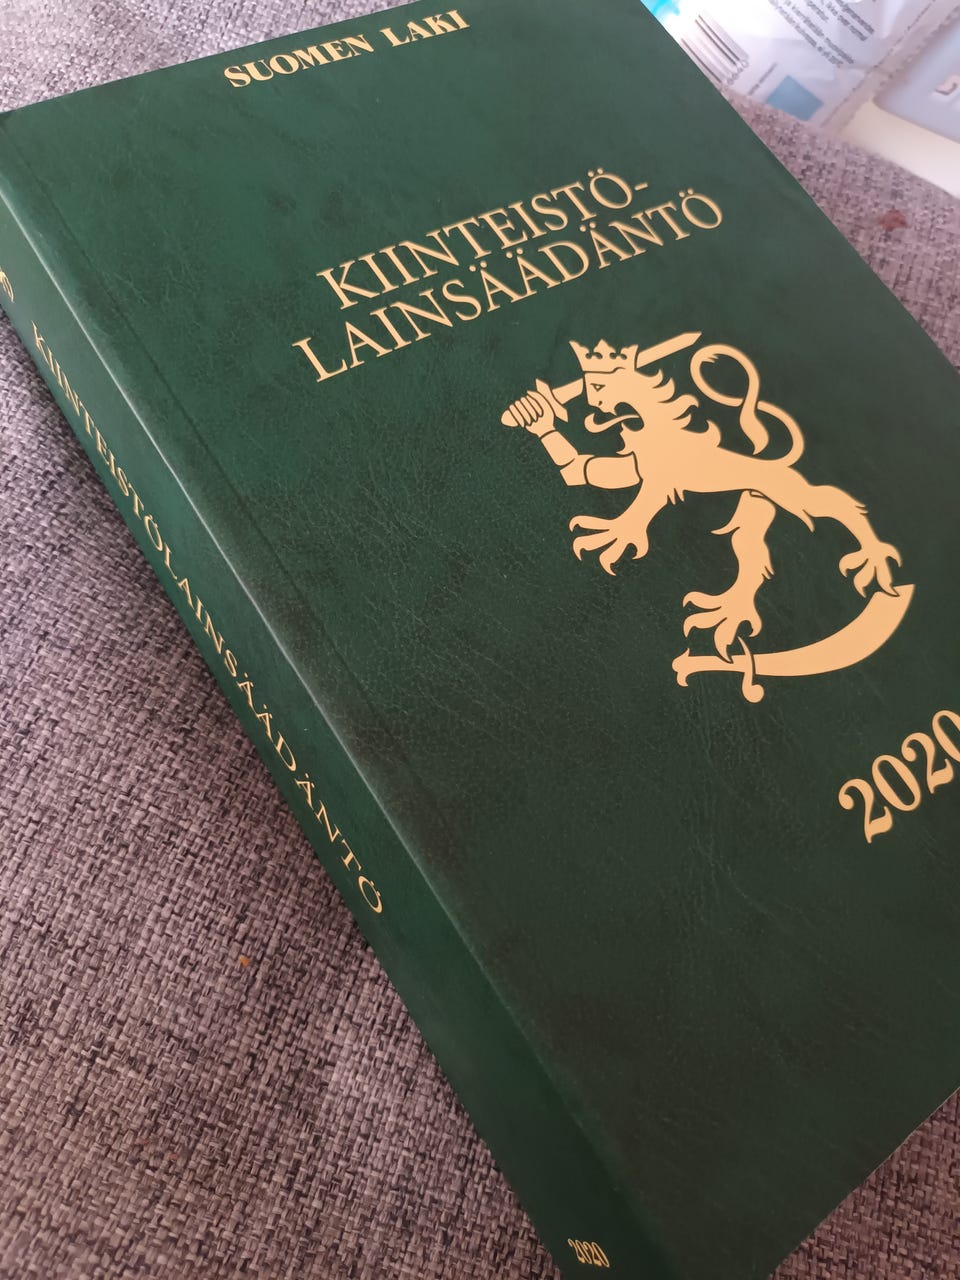 SUOMEN LAKI
KIINTEISTÖ-
LAINSÄÄDÄNTÖ
2020
KIINTEISTÖLAINSÄÄDÄNTÖ
2020